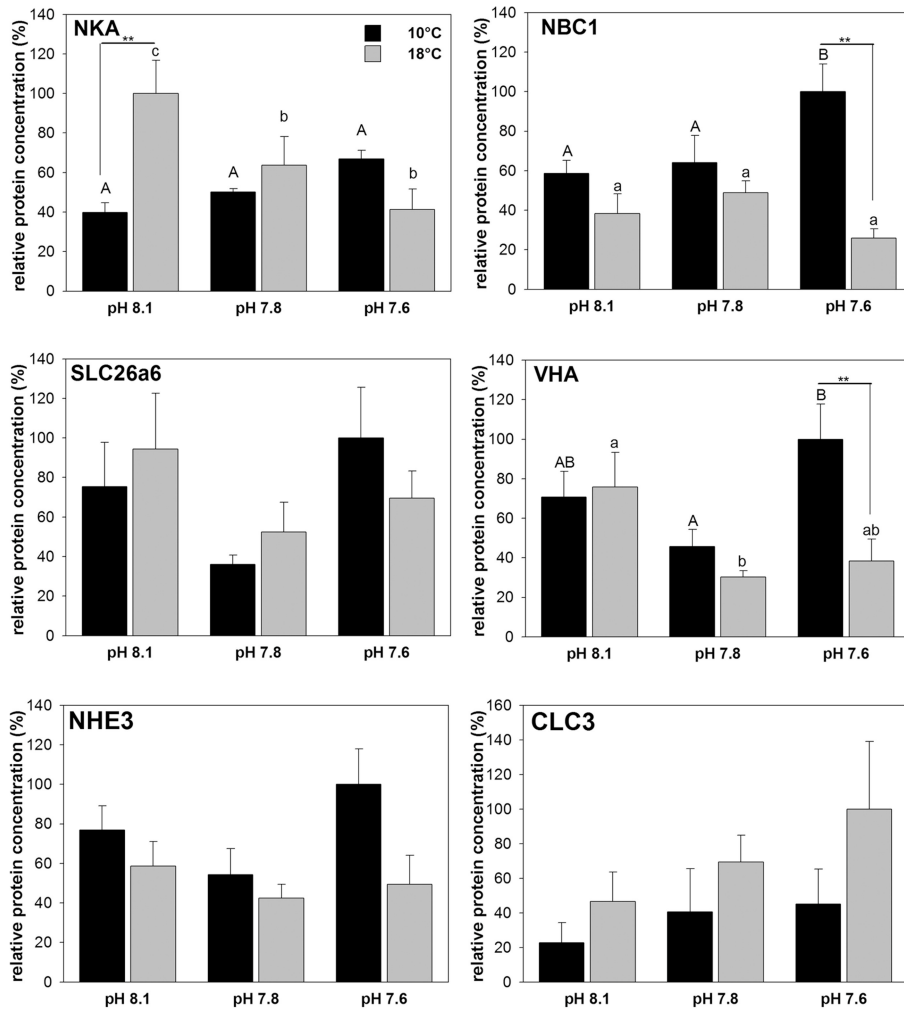 NKA
10°C
18°C
relative protein concentration (%)
140
120
100
80
60
40
20
0
**
A
c
A
b
A
b
pH 8.1
pH 7.8
pH 7.6
NBC1
relative protein concentration (%)
140
120
100
80
60
40
20
0
**
A
a
A
a
B
a
pH 8.1
pH 7.8
pH 7.6
SLC26a6
relative protein concentration (%)
140
120
100
80
60
40
20
0
pH 8.1
pH 7.8
pH 7.6
VHA
relative protein concentration (%)
140
120
100
80
60
40
20
0
**
AB
a
A
b
B
ab
pH 8.1
pH 7.8
pH 7.6
NHE3
relative protein concentration (%)
140
120
100
80
60
40
20
0
pH 8.1
pH 7.8
pH 7.6
CLC3
relative protein concentration (%)
160
140
120
100
80
60
40
20
0
pH 8.1
pH 7.8
pH 7.6